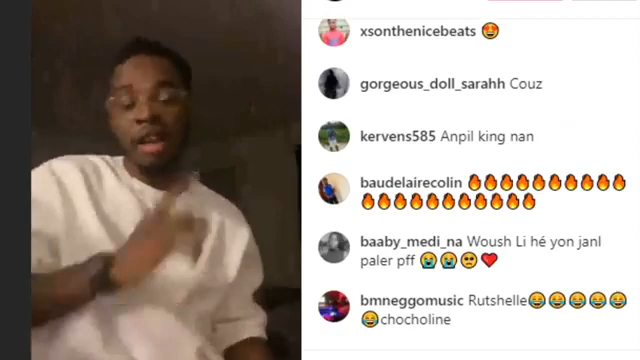 xsonthenicebeats 😍
gorgeous_doll_sarahh Couz
kervens585 Anpil king nan
baudelairecolin 🔥🔥🔥🔥🔥🔥🔥🔥🔥🔥
🔥🔥🔥🔥🔥🔥🔥🔥🔥🔥🔥
baaby_medi_na Woush Li hé yon janl
paler pff 😭😭🥺❤️
bmneggomusic Rutshelle😂😂😂😂😂
😂chocholine